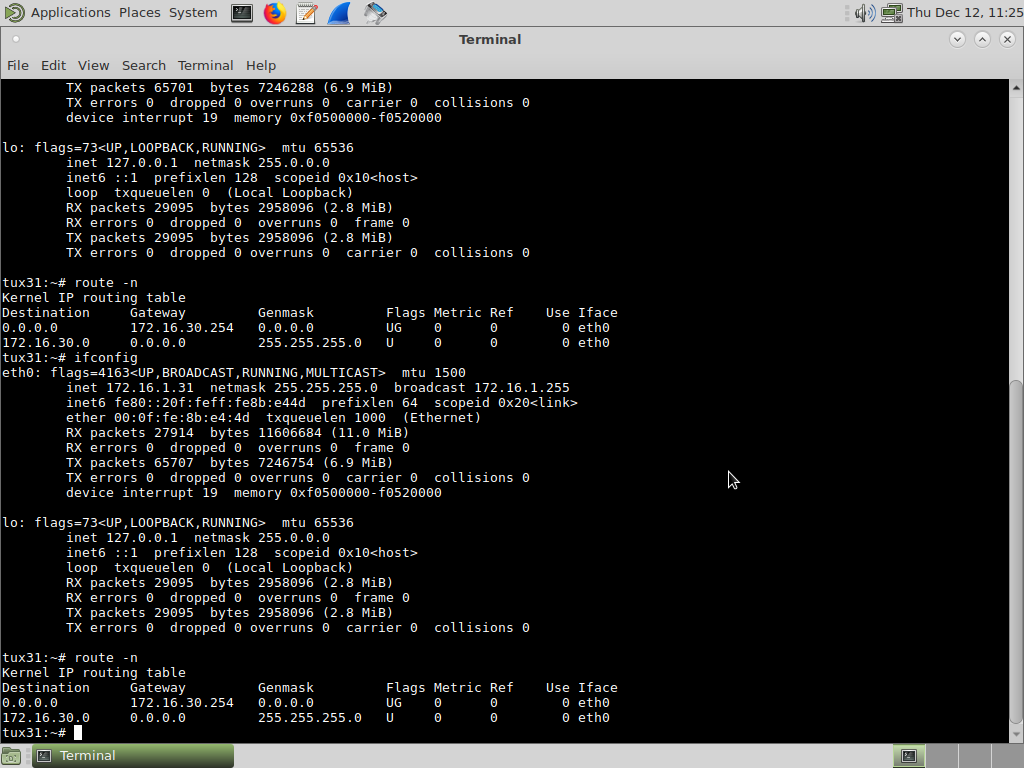 Applications Places System Thu Dec 12, 11:25
Terminal
File Edit View Search Terminal Help
        TX packets 65701  bytes 7246288 (6.9 MiB)
        TX errors 0  dropped 0 overruns 0  carrier 0  collisions 0
        device interrupt 19  memory 0xf0500000-f0520000

lo: flags=73<UP,LOOPBACK,RUNNING>  mtu 65536
        inet 127.0.0.1  netmask 255.0.0.0
        inet6 ::1  prefixlen 128  scopeid 0x10<host>
        loop  txqueuelen 0  (Local Loopback)
        RX packets 29095  bytes 2958096 (2.8 MiB)
        RX errors 0  dropped 0  overruns 0  frame 0
        TX packets 29095  bytes 2958096 (2.8 MiB)
        TX errors 0  dropped 0 overruns 0  carrier 0  collisions 0

tux31:~# route -n
Kernel IP routing table
Destination     Gateway         Genmask         Flags Metric Ref    Use Iface
0.0.0.0         172.16.30.254   0.0.0.0         UG    0      0        0 eth0
172.16.30.0     0.0.0.0         255.255.255.0   U     0      0        0 eth0
tux31:~# ifconfig
eth0: flags=4163<UP,BROADCAST,RUNNING,MULTICAST>  mtu 1500
        inet 172.16.1.31  netmask 255.255.255.0  broadcast 172.16.1.255
        inet6 fe80::20f:feff:fe8b:e44d  prefixlen 64  scopeid 0x20<link>
        ether 00:0f:fe:8b:e4:4d  txqueuelen 1000  (Ethernet)
        RX packets 27914  bytes 11606684 (11.0 MiB)
        RX errors 0  dropped 0  overruns 0  frame 0
        TX packets 65707  bytes 7246754 (6.9 MiB)
        TX errors 0  dropped 0 overruns 0  carrier 0  collisions 0
        device interrupt 19  memory 0xf0500000-f0520000

lo: flags=73<UP,LOOPBACK,RUNNING>  mtu 65536
        inet 127.0.0.1  netmask 255.0.0.0
        inet6 ::1  prefixlen 128  scopeid 0x10<host>
        loop  txqueuelen 0  (Local Loopback)
        RX packets 29095  bytes 2958096 (2.8 MiB)
        RX errors 0  dropped 0  overruns 0  frame 0
        TX packets 29095  bytes 2958096 (2.8 MiB)
        TX errors 0  dropped 0 overruns 0  carrier 0  collisions 0

tux31:~# route -n
Kernel IP routing table
Destination     Gateway         Genmask         Flags Metric Ref    Use Iface
0.0.0.0         172.16.30.254   0.0.0.0         UG    0      0        0 eth0
172.16.30.0     0.0.0.0         255.255.255.0   U     0      0        0 eth0
tux31:~#
Terminal